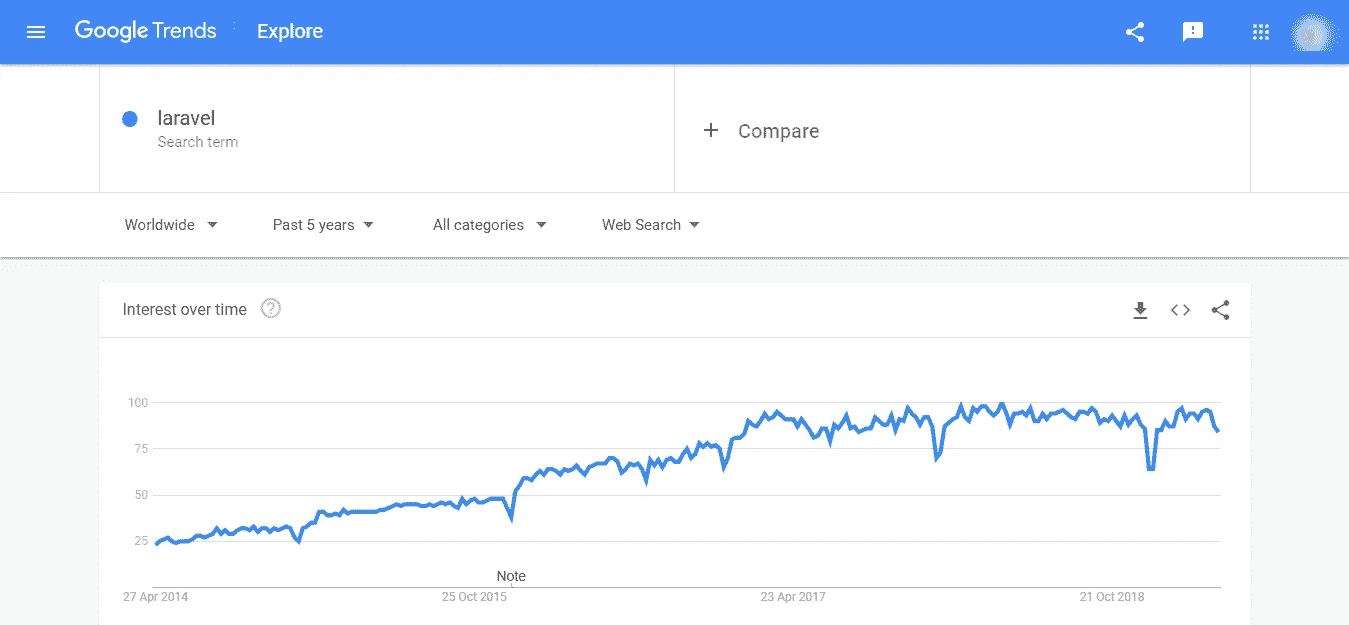 Google Trends Explore
laravel
Search term
+ Compare
Worldwide Past 5 years All categories Web Search
Interest over time ?
100
75
50
25
Note
27 Apr 2014 25 Oct 2015 23 Apr 2017 21 Oct 2018